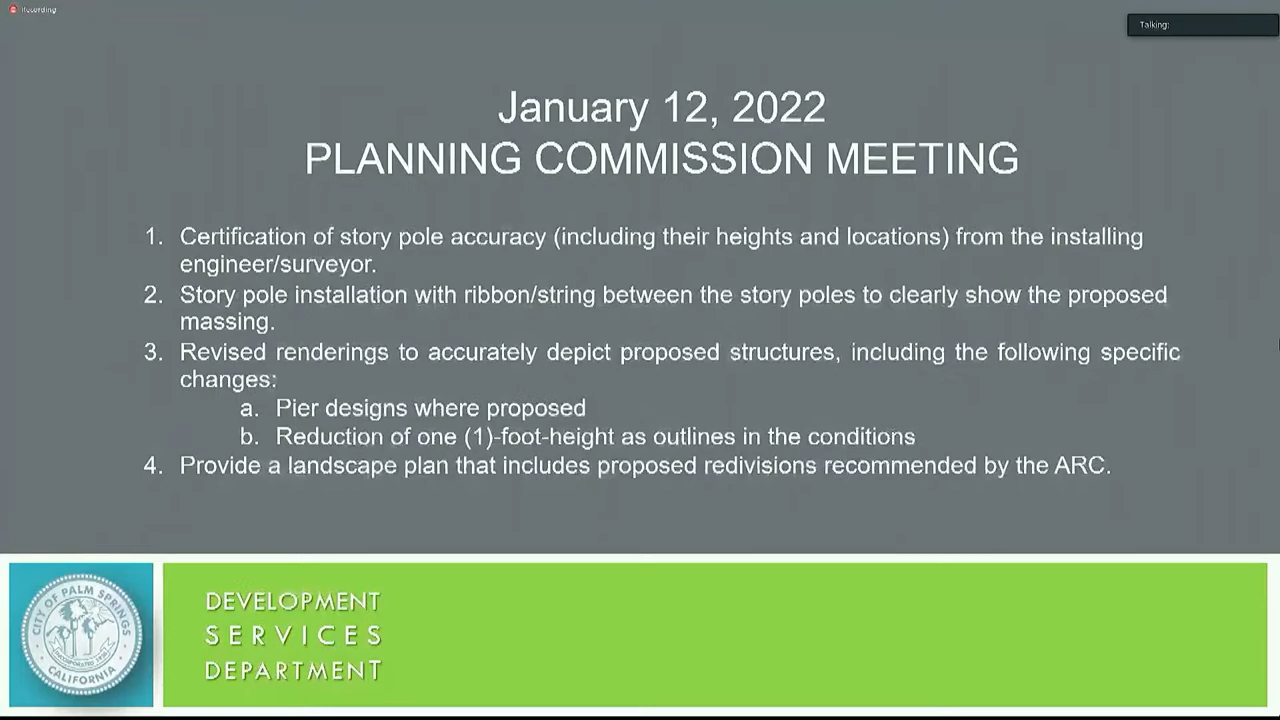 Recording
Talking:
January 12, 2022
PLANNING COMMISSION MEETING
1. Certification of story pole accuracy (including their heights and locations) from the installing
engineer/surveyor.
2. Story pole installation with ribbon/string between the story poles to clearly show the proposed
massing.
3. Revised renderings to accurately depict proposed structures, including the following specific
changes:
a. Pier designs where proposed
b. Reduction of one (1)-foot-height as outlines in the conditions
4. Provide a landscape plan that includes proposed redivisions recommended by the ARC.
CITY OF PALM SPRINGS
CALIFORNIA
DEVELOPMENT
SERVICES
DEPARTMENT